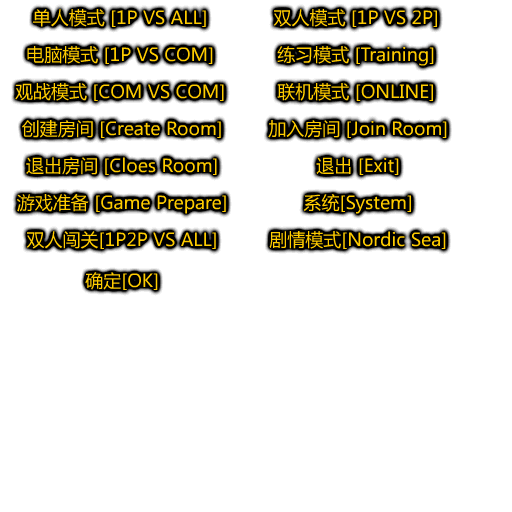 单人模式 [1P VS ALL]
双人模式 [1P VS 2P]
电脑模式 [1P VS COM]
练习模式 [Training]
观战模式 [COM VS COM]
联机模式 [ONLINE]
创建房间 [Create Room]
加入房间 [Join Room]
退出房间 [Cloes Room]
退出 [Exit]
游戏准备 [Game Prepare]
系统[System]
双人闯关[1P2P VS ALL]
剧情模式[Nordic Sea]
确定[OK]